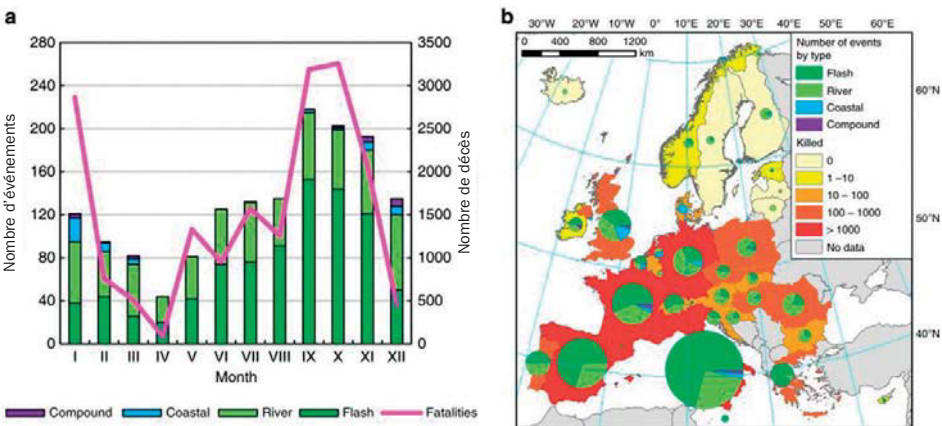 a
Nombre d'événements
280
240
200
160
120
80
40
0
3500
3000
2500
2000
1500
1000
500
0
Nombre de décès
I II III IV V VI VII VIII IX X XI XII
Month
Compound Coastal River Flash Fatalities
b
30°W 20°W 10°W 0° 10°E 20°E 30°E 40°E 50°E 60°E
0 400 800 1200
km
Number of events
by type
Flash
River
Coastal
Compound
Killed
0
1 –10
10 – 100
100 – 1000
> 1000
No data
60°N
50°N
40°N